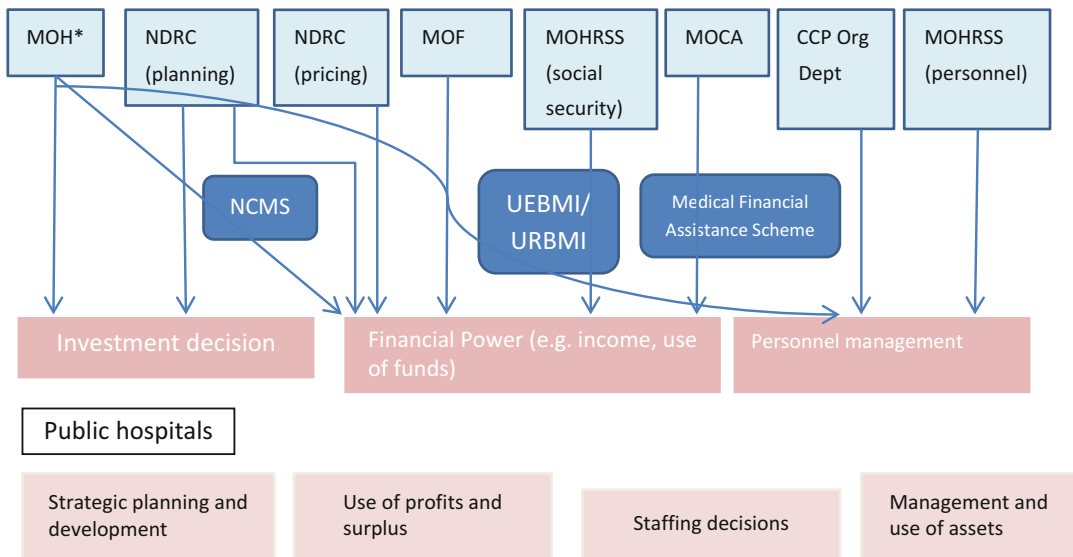 MOH*
NDRC
(planning)
NDRC
(pricing)
MOF
MOHRSS
(social
security)
MOCA
CCP Org
Dept
MOHRSS
(personnel)
NCMS
UEBMI/
URBMI
Medical Financial
Assistance Scheme
Investment decision
Financial Power (e.g. income, use
of funds)
Personnel management
Public hospitals
Strategic planning and
development
Use of profits and
surplus
Staffing decisions
Management and
use of assets